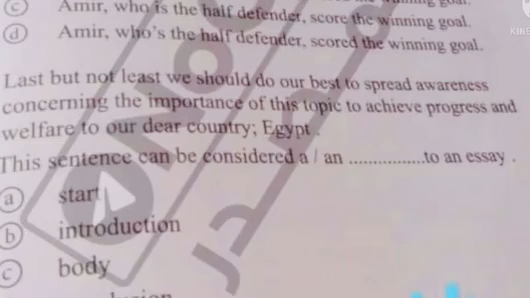 c Amir, who is the half defender, score the winning goal.
d Amir, who's the half defender, scored the winning goal.
Last but not least we should do our best to spread awareness
concerning the importance of this topic to achieve progress and
welfare to our dear country; Egypt .
This sentence can be considered a / an ................to an essay .
a start
b introduction
c body
KINE